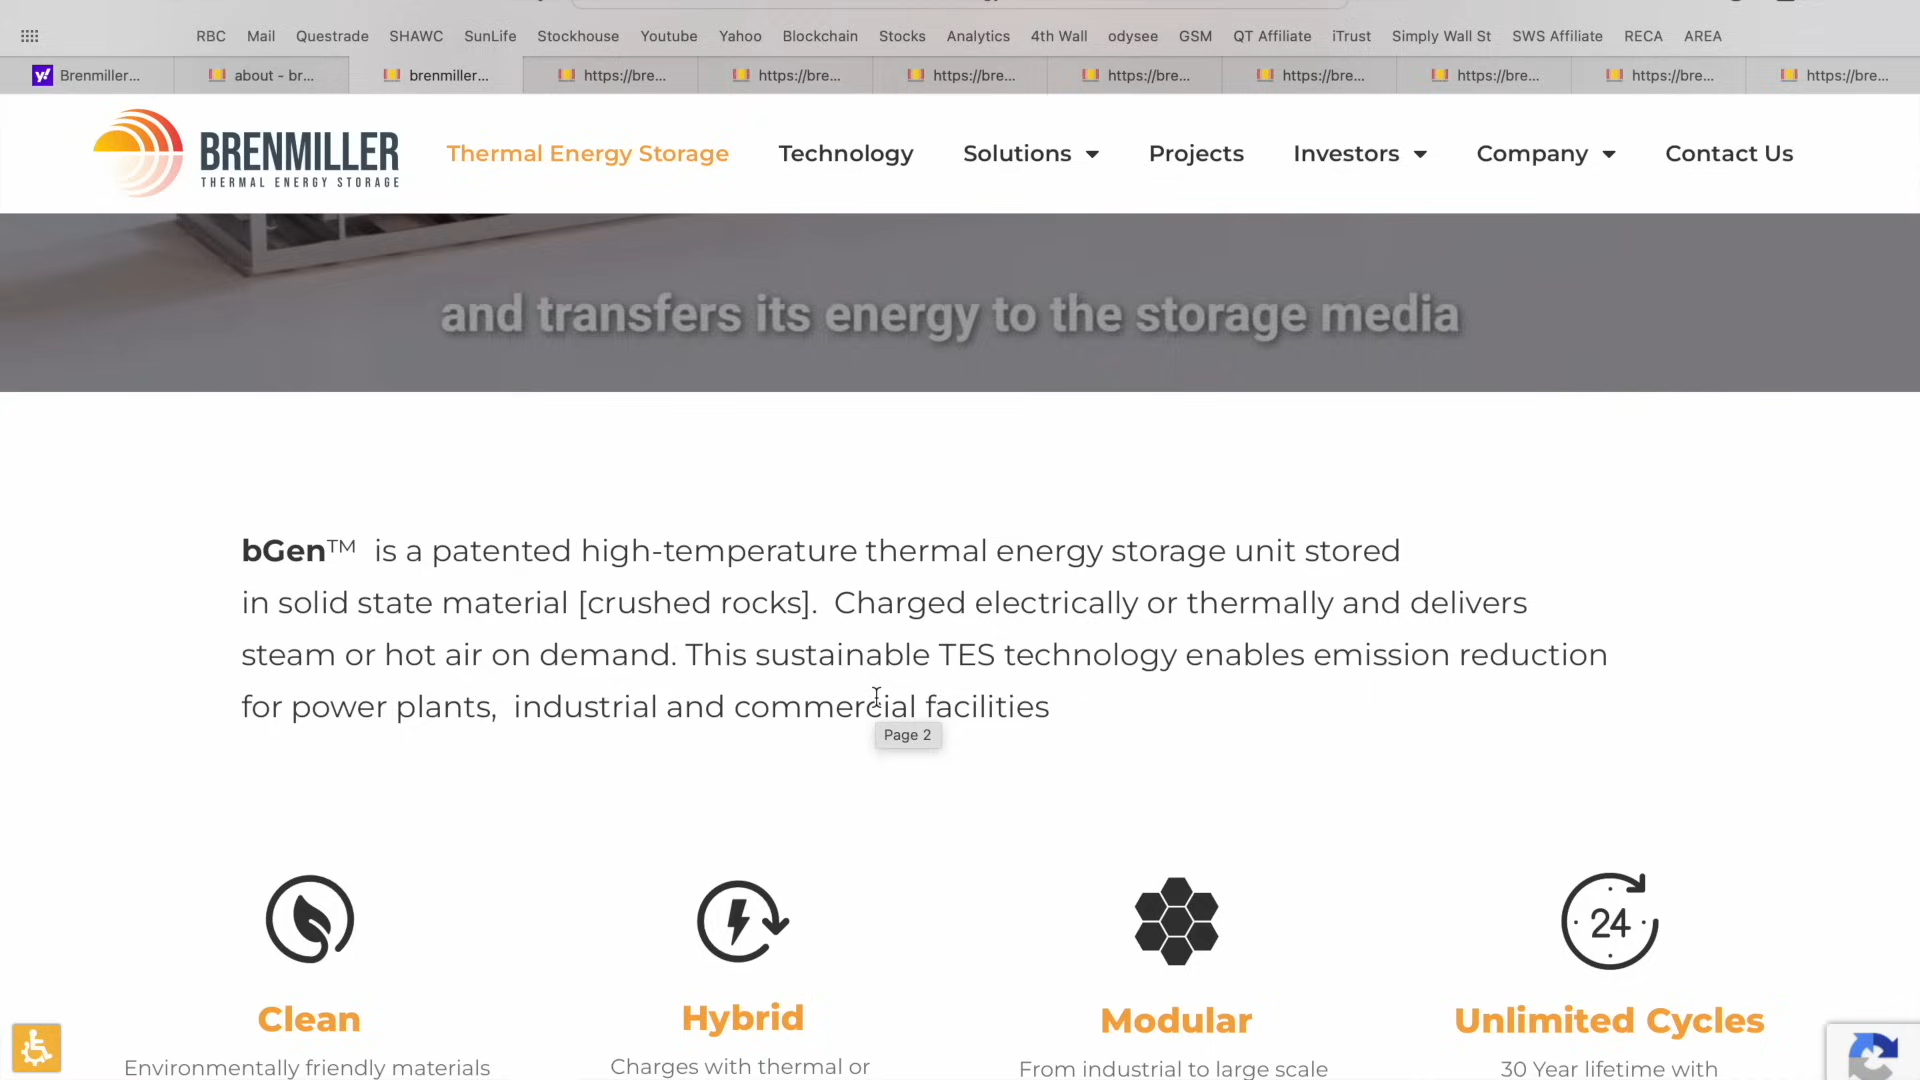 RBC Mail Questrade SHAWC SunLife Stockhouse Youtube Yahoo Blockchain Stocks Analytics 4th Wall odysee GSM QT Affiliate iTrust Simply Wall St SWS Affiliate RECA AREA
y! Brenmiller... about - br... brenmiller... https://bre... https://bre... https://bre... https://bre... https://bre... https://bre... https://bre... https://bre...
BRENMILLER
THERMAL ENERGY STORAGE
Thermal Energy Storage Technology Solutions Projects Investors Company Contact Us
and transfers its energy to the storage media
bGen™ is a patented high-temperature thermal energy storage unit stored
in solid state material [crushed rocks]. Charged electrically or thermally and delivers
steam or hot air on demand. This sustainable TES technology enables emission reduction
for power plants, industrial and commercial facilities
Page 2
24
Clean Hybrid Modular Unlimited Cycles
Environmentally friendly materials Charges with thermal or From industrial to large scale 30 Year lifetime with